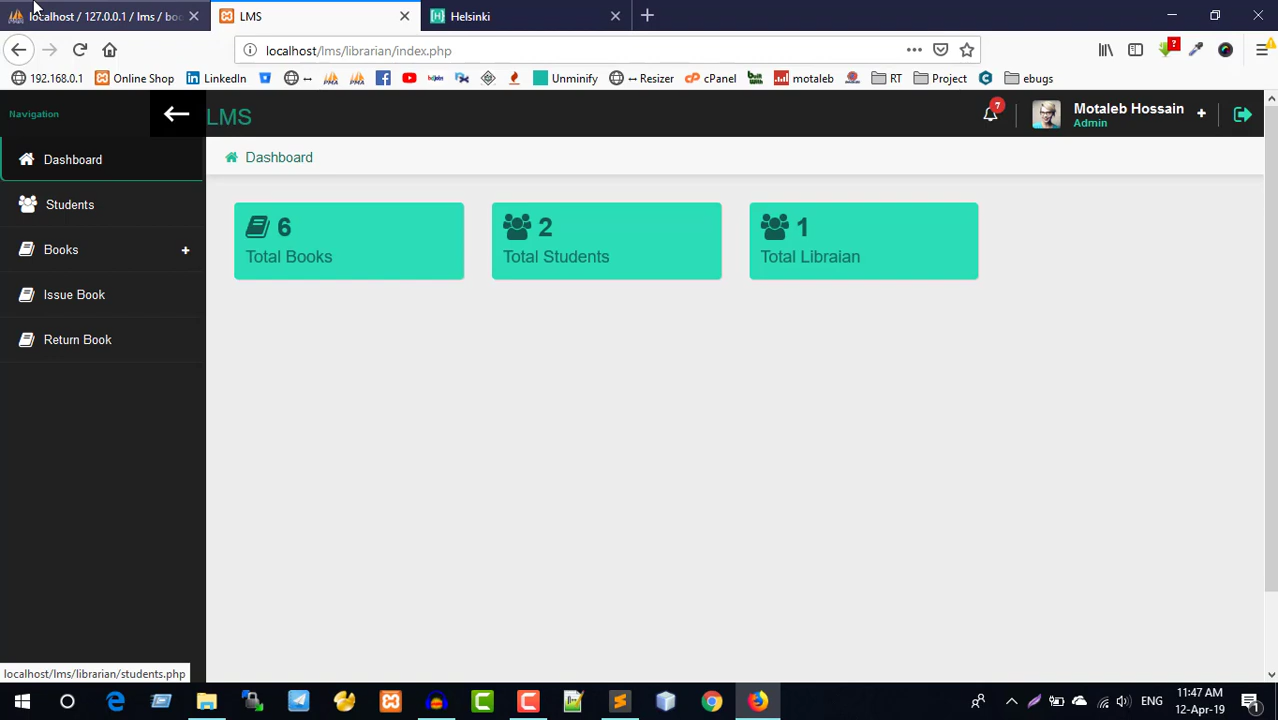 localhost / 127.0.0.1 / lms / boo
LMS
Helsinki
localhost/lms/librarian/index.php
192.168.0.1
Online Shop
LinkedIn
Unminify
Resizer
cPanel
motaleb
RT
Project
ebugs
Navigation
LMS
7
Motaleb Hossain
Admin
Dashboard
Dashboard
Students
Books
Issue Book
Return Book
6
Total Books
2
Total Students
1
Total Libraian
localhost/lms/librarian/students.php
ENG
11:47 AM
12-Apr-19